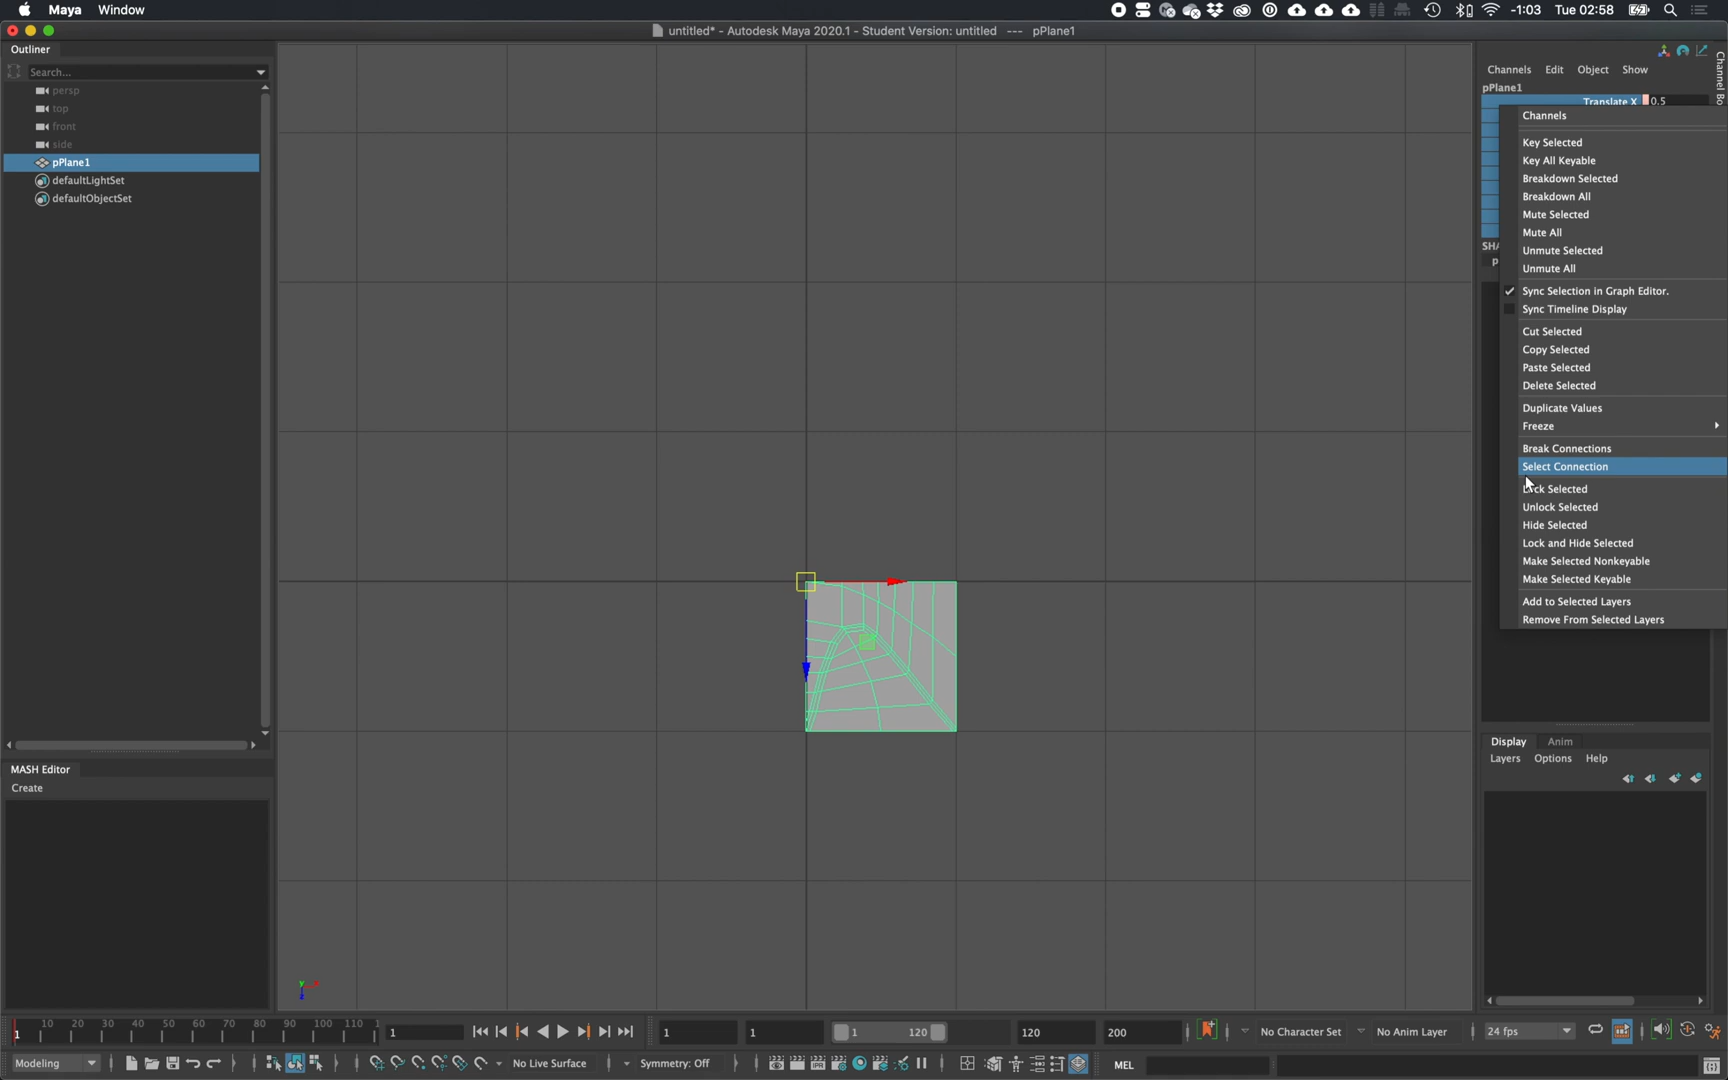 Maya Window
-1:03 Tue 02:58
untitled* - Autodesk Maya 2020.1 - Student Version: untitled --- pPlane1
Outliner
Search...
persp
top
front
side
pPlane1
defaultLightSet
defaultObjectSet
MASH Editor
Create
Channels Edit Object Show
pPlane1
Translate X 0.5
Channels
Key Selected
Key All Keyable
Breakdown Selected
Breakdown All
Mute Selected
Mute All
Unmute Selected
Unmute All
Sync Selection in Graph Editor.
Sync Timeline Display
Cut Selected
Copy Selected
Paste Selected
Delete Selected
Duplicate Values
Freeze
Break Connections
Select Connection
Lock Selected
Unlock Selected
Hide Selected
Lock and Hide Selected
Make Selected Nonkeyable
Make Selected Keyable
Add to Selected Layers
Remove From Selected Layers
Display Anim
Layers Options Help
1 10 20 30 40 50 60 70 80 90 100 110 1
1 1 1 1 120 120 200 No Character Set No Anim Layer 24 fps
Modeling No Live Surface Symmetry: Off IPR MEL